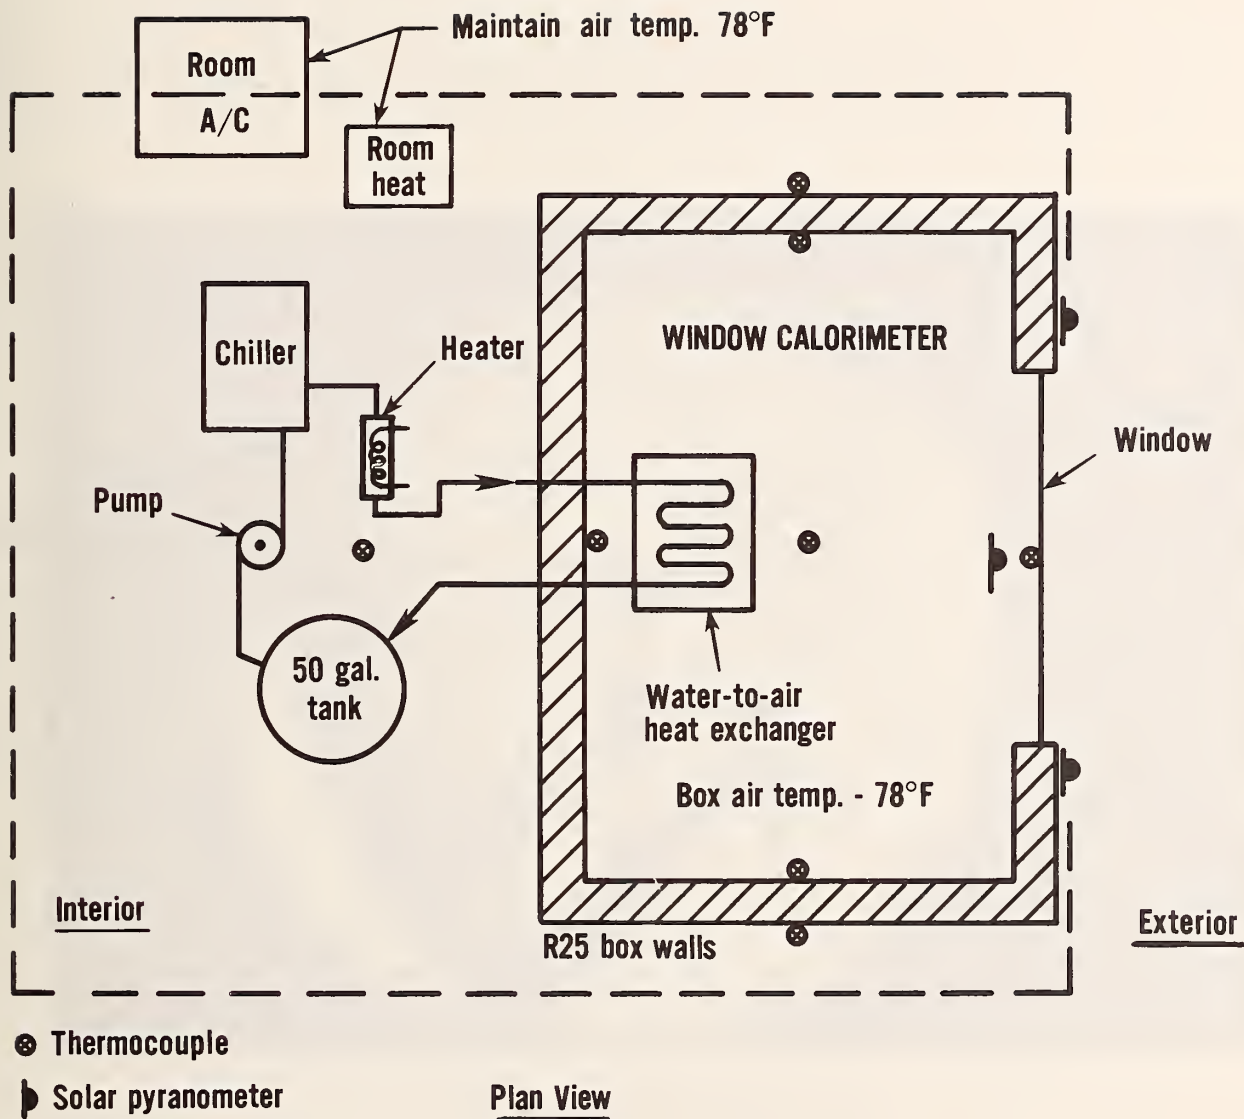 Maintain air temp. 78°F
Room
A/C
Room
heat
WINDOW CALORIMETER
Chiller
Heater
Window
Pump
50 gal.
tank
Water-to-air
heat exchanger
Box air temp. - 78°F
Interior
Exterior
R25 box walls
Thermocouple
Solar pyranometer
Plan View